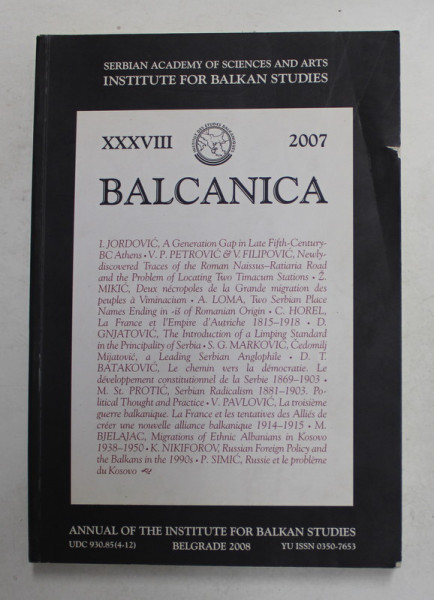 SERBIAN ACADEMY OF SCIENCES AND ARTS
INSTITUTE FOR BALKAN STUDIES
XXXVIII 2007
BALCANICA
I. JORDOVIĆ, A Generation Gap in Late Fifth-Century-
BC Athens • V. P. PETROVIĆ & V. FILIPOVIĆ, Newly-
discovered Traces of the Roman Naissus–Ratiaria Road
and the Problem of Locating Two Timacum Stations • Ž.
MIKIĆ, Deux nécropoles de la Grande migration des
peuples à Viminacium • A. LOMA, Two Serbian Place
Names Ending in -iš of Romanian Origin • C. HOREL,
La France et l'Empire d'Autriche 1815–1918 • D.
GNJATOVIĆ, The Introduction of a Limping Standard
in the Principality of Serbia • S. G. MARKOVIĆ, Čedomilj
Mijatović, a Leading Serbian Anglophile • D. T.
BATAKOVIĆ, Le chemin vers la démocratie. Le
développement constitutionnel de la Serbie 1869–1903 •
M. St. PROTIĆ, Serbian Radicalism 1881–1903. Po-
litical Thought and Practice • V. PAVLOVIĆ, La troisième
guerre balkanique. La France et les tentatives des Alliés de
créer une nouvelle alliance balkanique 1914–1915 • M.
BJELAJAC, Migrations of Ethnic Albanians in Kosovo
1938–1950 • K. NIKIFOROV, Russian Foreign Policy and
the Balkans in the 1990s • P. SIMIĆ, Russie et le problème
du Kosovo
ANNUAL OF THE INSTITUTE FOR BALKAN STUDIES
UDC 930.85(4-12) BELGRADE 2008 YU ISSN 0350-7653